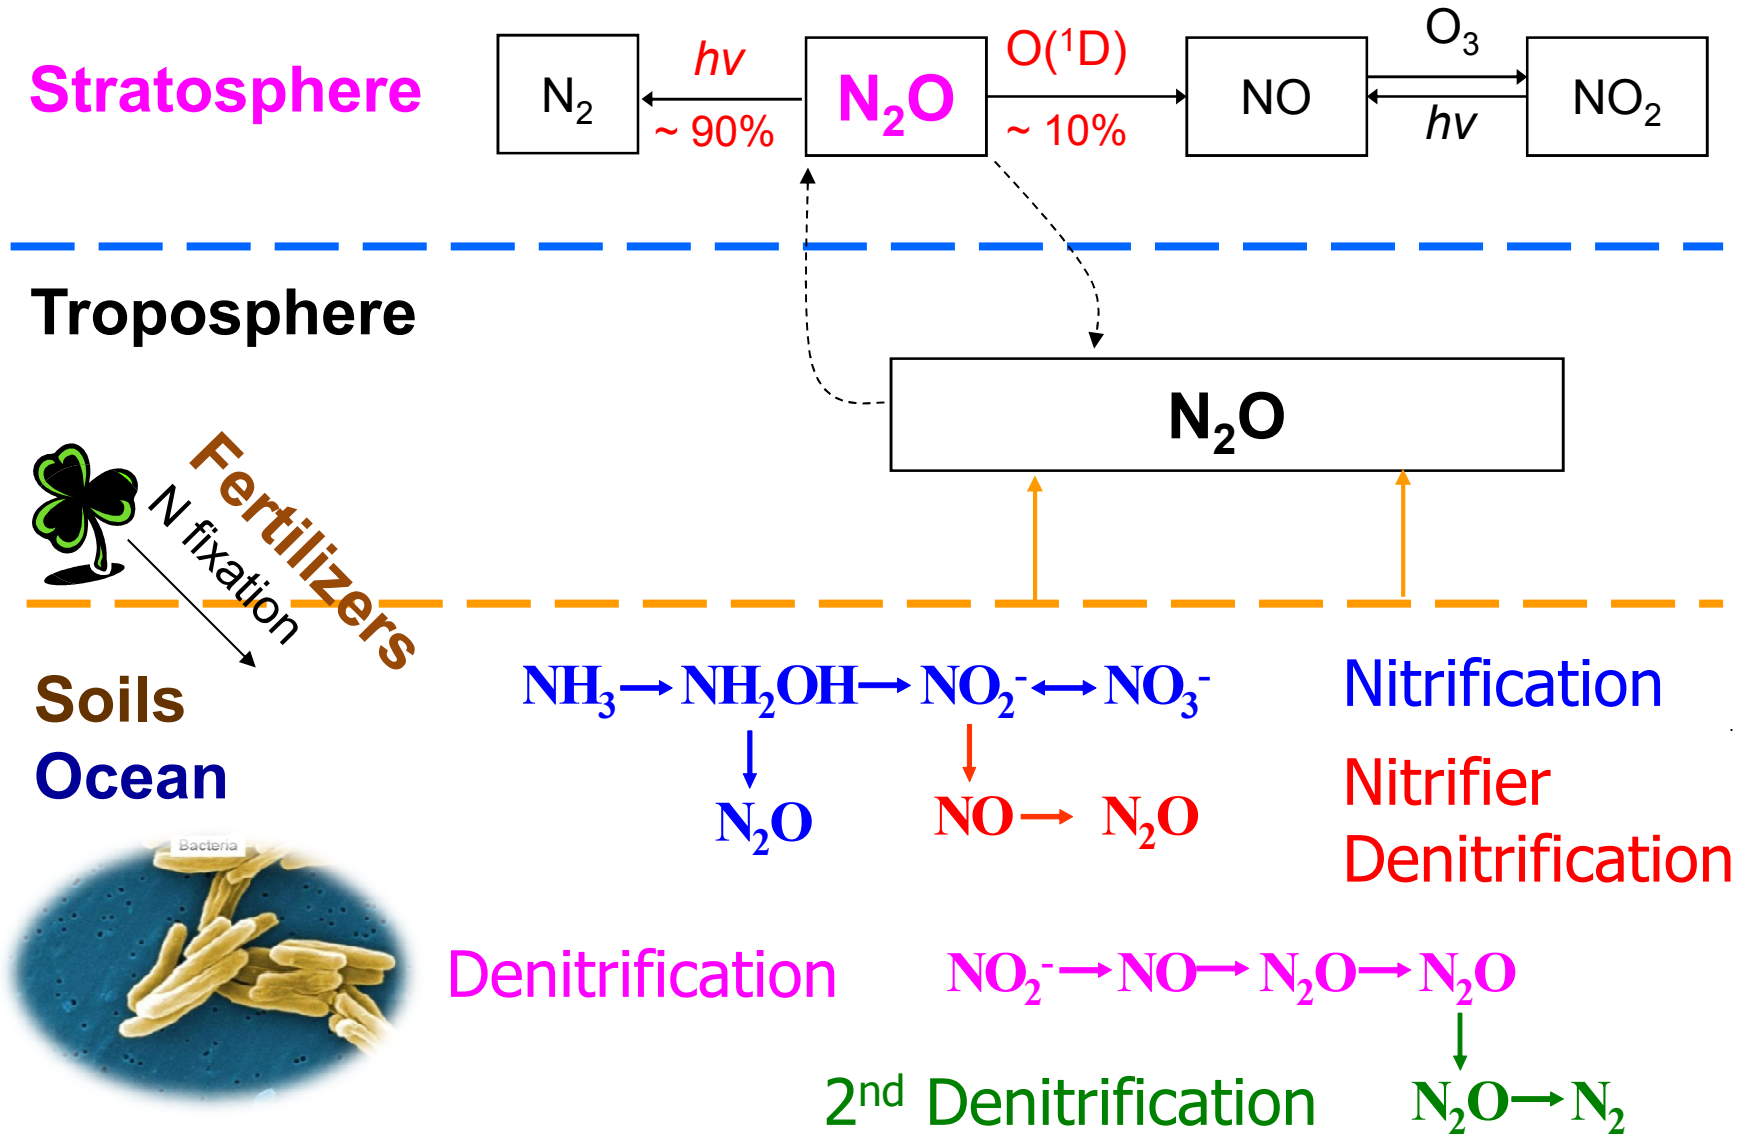 Stratosphere
N₂
hv
~ 90%
N₂O
O(¹D)
~ 10%
NO
O₃
hv
NO₂
Troposphere
N₂O
Fertilizers
N fixation
Soils
Ocean
NH₃ → NH₂OH → NO₂⁻ ↔ NO₃⁻
Nitrification
N₂O
NO → N₂O
Nitrifier
Denitrification
Bacteria
Denitrification
NO₂⁻ → NO → N₂O → N₂O
2nd Denitrification
N₂O → N₂